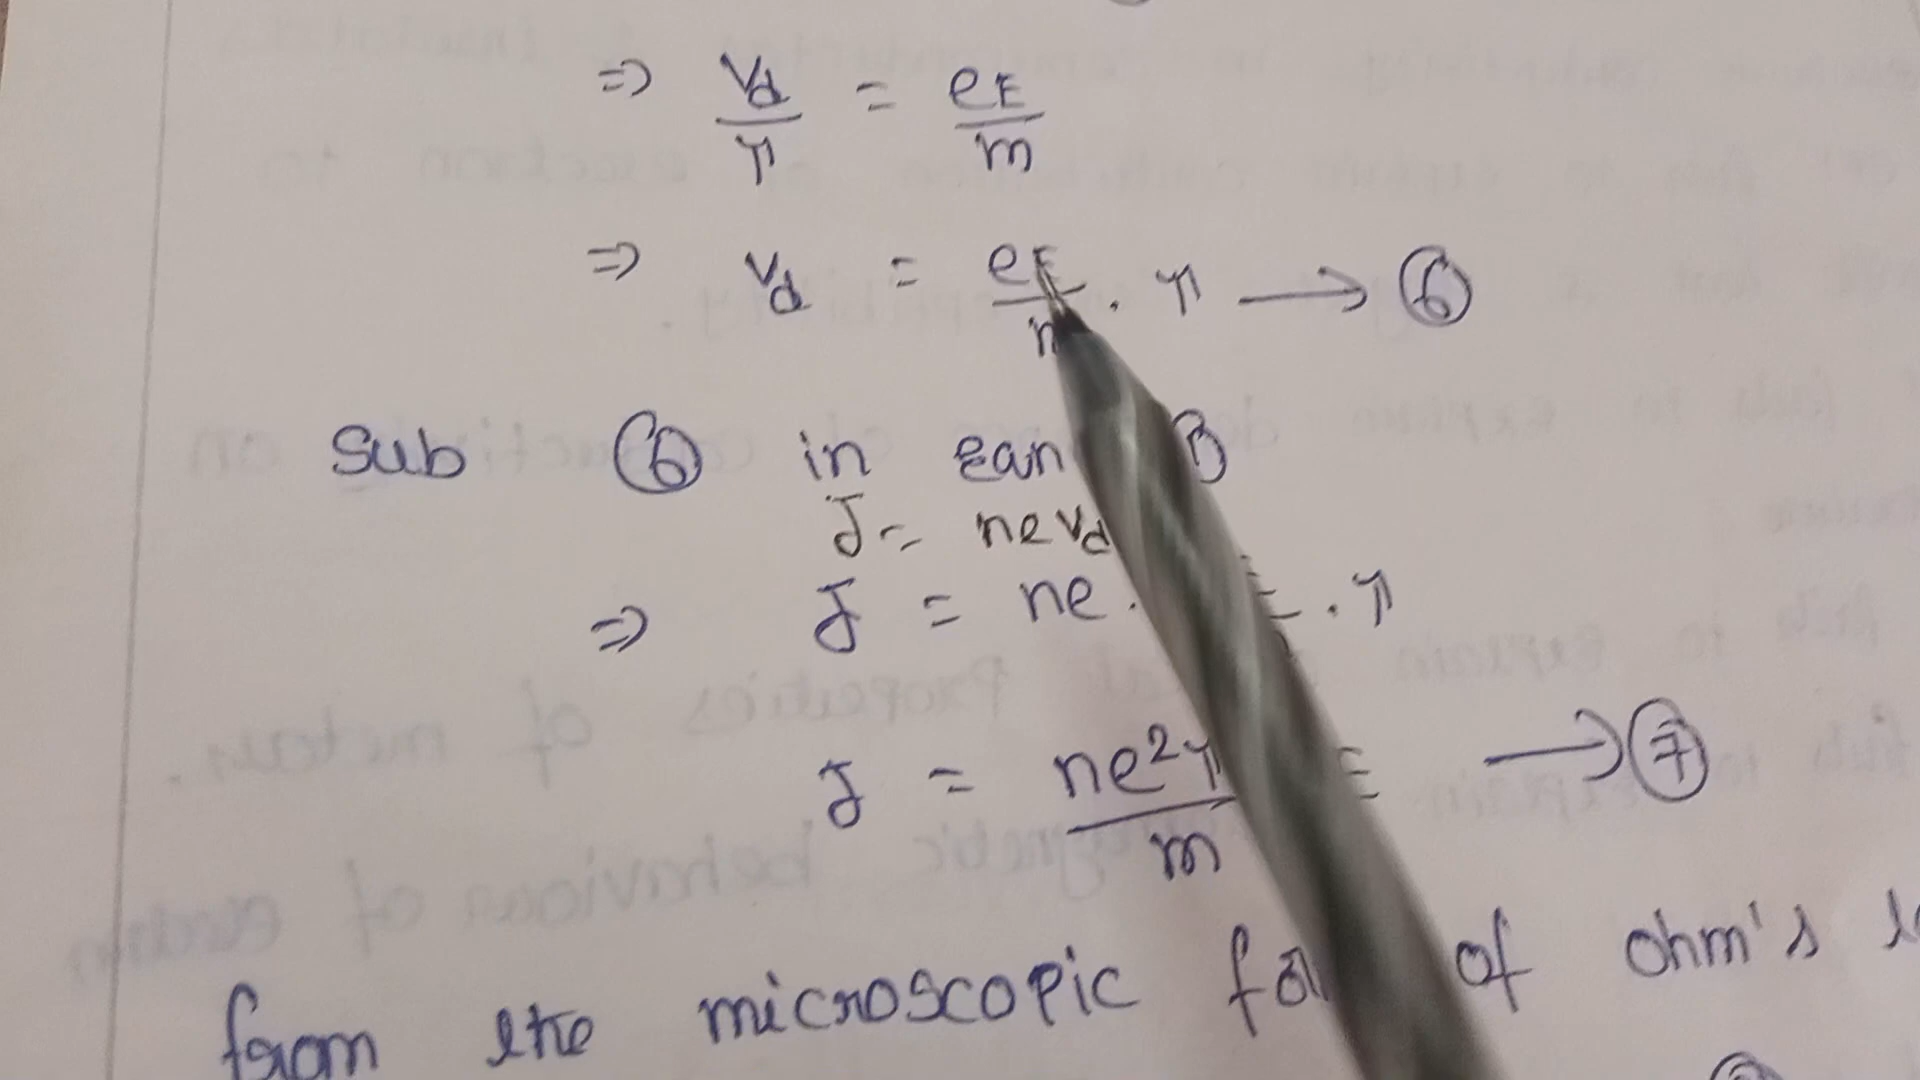 ⇒ Vd/τ = eE/m
⇒ Vd = eE/m . τ → ⑥
Sub ⑥ in eqn
J = neVd
⇒ J = ne . E . τ
J = ne²τ/m E → ⑦
from the microscopic of ohm's